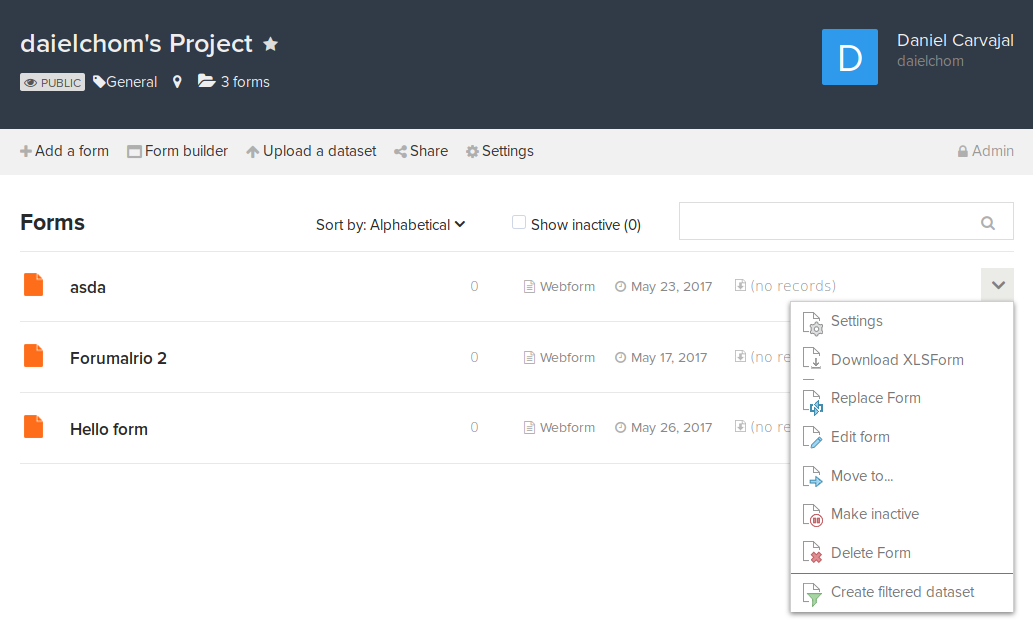 daielchom's Project
PUBLIC General 3 forms
D
Daniel Carvajal
daielchom
Add a form Form builder Upload a dataset Share Settings Admin
Forms Sort by: Alphabetical Show inactive (0)
asda 0 Webform May 23, 2017 (no records)
Forumalrio 2 0 Webform May 17, 2017 (no re
Hello form 0 Webform May 26, 2017 (no re
Settings
Download XLSForm
Replace Form
Edit form
Move to...
Make inactive
Delete Form
Create filtered dataset